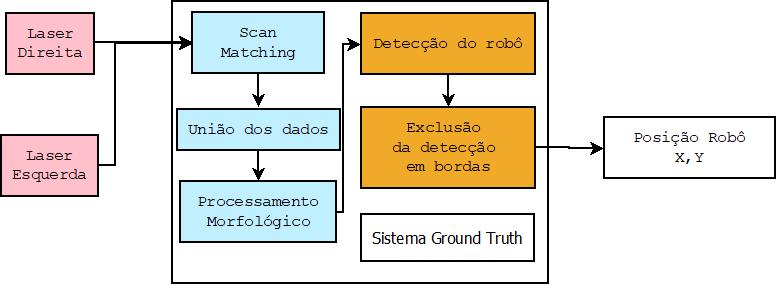 Laser
Direita
Laser
Esquerda
Scan
Matching
União dos dados
Processamento
Morfológico
Detecção do robô
Exclusão
da detecção
em bordas
Sistema Ground Truth
Posição Robô
X,Y